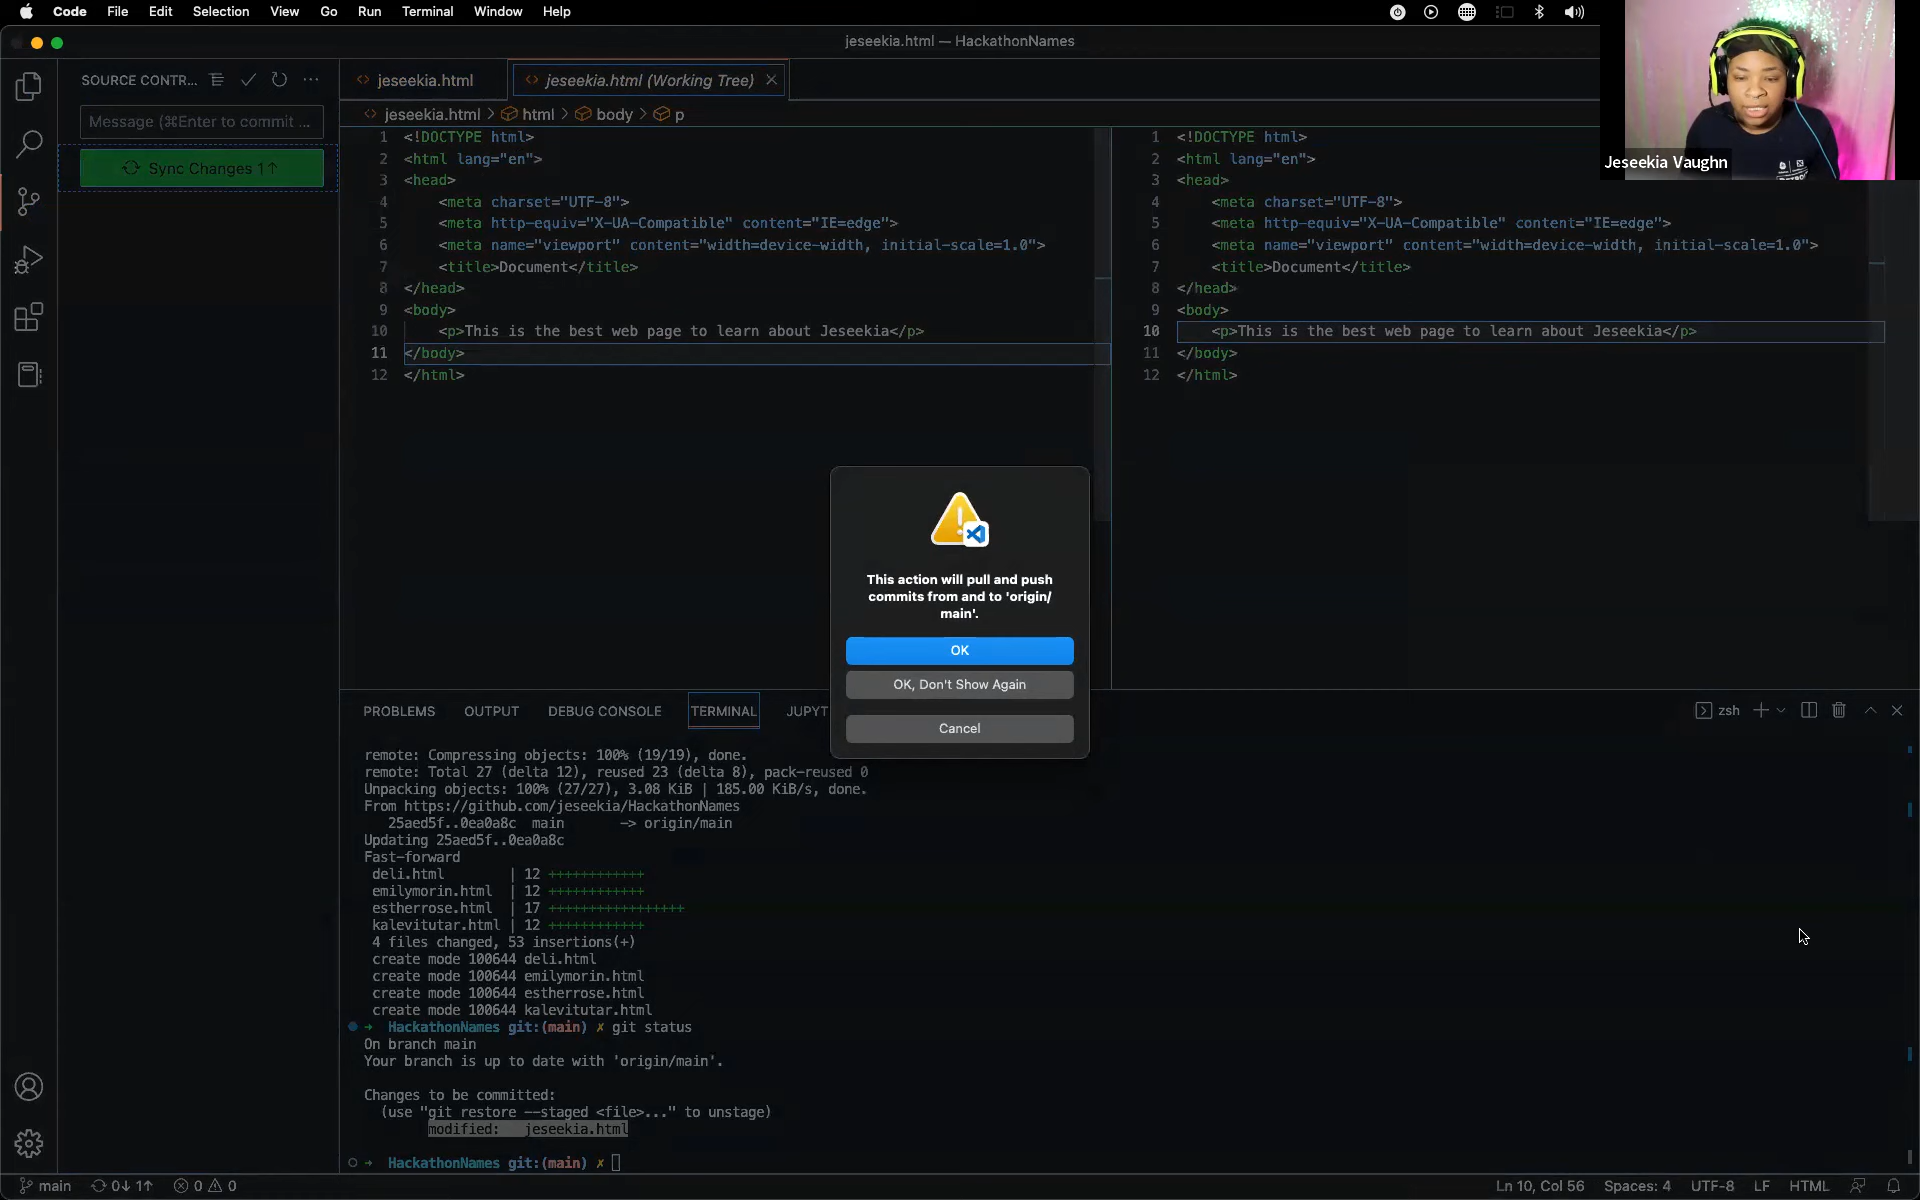 Code File Edit Selection View Go Run Terminal Window Help
jeseekia.html — HackathonNames
SOURCE CONTR...
Message (⌘Enter to commit ...
Sync Changes 1↑
jeseekia.html
jeseekia.html (Working Tree)
jeseekia.html > html > body > p
1 <!DOCTYPE html>
2 <html lang="en">
3 <head>
4 <meta charset="UTF-8">
5 <meta http-equiv="X-UA-Compatible" content="IE=edge">
6 <meta name="viewport" content="width=device-width, initial-scale=1.0">
7 <title>Document</title>
8 </head>
9 <body>
10 <p>This is the best web page to learn about Jeseekia</p>
11 </body>
12 </html>
1 <!DOCTYPE html>
2 <html lang="en">
3 <head>
4 <meta charset="UTF-8">
5 <meta http-equiv="X-UA-Compatible" content="IE=edge">
6 <meta name="viewport" content="width=device-width, initial-scale=1.0">
7 <title>Document</title>
8 </head>
9 <body>
10 <p>This is the best web page to learn about Jeseekia</p>
11 </body>
12 </html>
Jeseekia Vaughn
This action will pull and push
commits from and to 'origin/
main'.
OK
OK, Don't Show Again
Cancel
PROBLEMS OUTPUT DEBUG CONSOLE TERMINAL JUPYT
zsh
remote: Compressing objects: 100% (19/19), done.
remote: Total 27 (delta 12), reused 23 (delta 8), pack-reused 0
Unpacking objects: 100% (27/27), 3.08 KiB | 185.00 KiB/s, done.
From https://github.com/jeseekia/HackathonNames
25aed5f..0ea0a8c main -> origin/main
Updating 25aed5f..0ea0a8c
Fast-forward
deli.html | 12 ++++++++++++
emilymorin.html | 12 ++++++++++++
estherrose.html | 17 +++++++++++++++++
kalevitutar.html | 12 ++++++++++++
4 files changed, 53 insertions(+)
create mode 100644 deli.html
create mode 100644 emilymorin.html
create mode 100644 estherrose.html
create mode 100644 kalevitutar.html
➜ HackathonNames git:(main) ✗ git status
On branch main
Your branch is up to date with 'origin/main'.
Changes to be committed:
(use "git restore --staged <file>..." to unstage)
modified: jeseekia.html
➜ HackathonNames git:(main) ✗
main 0↓ 1↑ 0 0
Ln 10, Col 56 Spaces: 4 UTF-8 LF HTML